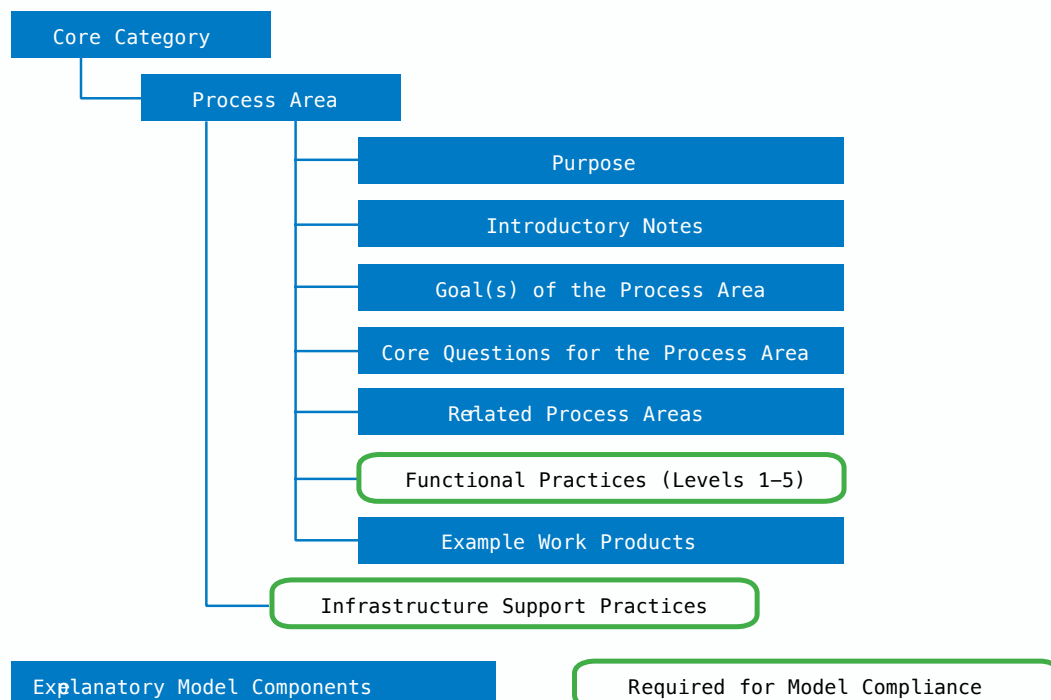 Core Category
Process Area
Purpose
Introductory Notes
Goal(s) of the Process Area
Core Questions for the Process Area
Related Process Areas
Functional Practices (Levels 1–5)
Example Work Products
Infrastructure Support Practices
Explanatory Model Components
Required for Model Compliance